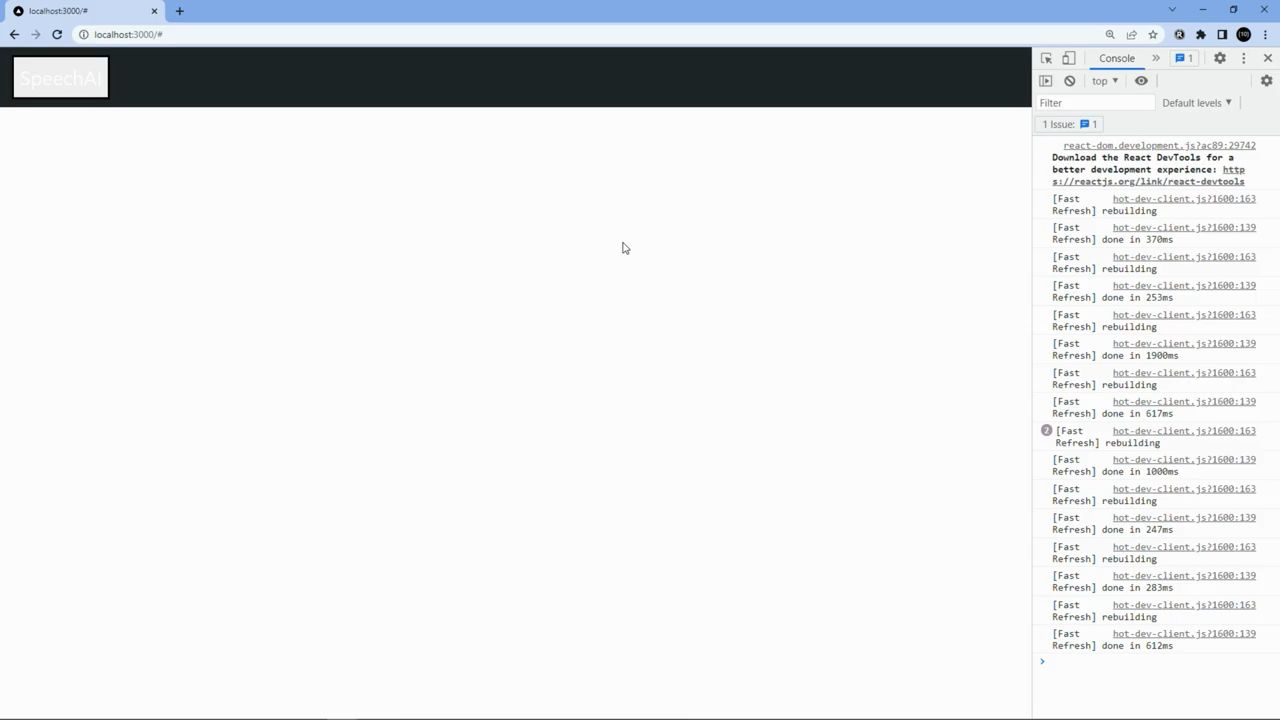 localhost:3000/#
localhost:3000/#
SpeechAI
Console
1
top
Filter
Default levels
1 Issue:
1
react-dom.development.js?ac89:29742
Download the React DevTools for a
better development experience: http
s://reactjs.org/link/react-devtools
[Fast hot-dev-client.js?1600:163
Refresh] rebuilding
[Fast hot-dev-client.js?1600:139
Refresh] done in 370ms
[Fast hot-dev-client.js?1600:163
Refresh] rebuilding
[Fast hot-dev-client.js?1600:139
Refresh] done in 253ms
[Fast hot-dev-client.js?1600:163
Refresh] rebuilding
[Fast hot-dev-client.js?1600:139
Refresh] done in 1900ms
[Fast hot-dev-client.js?1600:163
Refresh] rebuilding
[Fast hot-dev-client.js?1600:139
Refresh] done in 617ms
2 [Fast hot-dev-client.js?1600:163
Refresh] rebuilding
[Fast hot-dev-client.js?1600:139
Refresh] done in 1000ms
[Fast hot-dev-client.js?1600:163
Refresh] rebuilding
[Fast hot-dev-client.js?1600:139
Refresh] done in 247ms
[Fast hot-dev-client.js?1600:163
Refresh] rebuilding
[Fast hot-dev-client.js?1600:139
Refresh] done in 283ms
[Fast hot-dev-client.js?1600:163
Refresh] rebuilding
[Fast hot-dev-client.js?1600:139
Refresh] done in 612ms